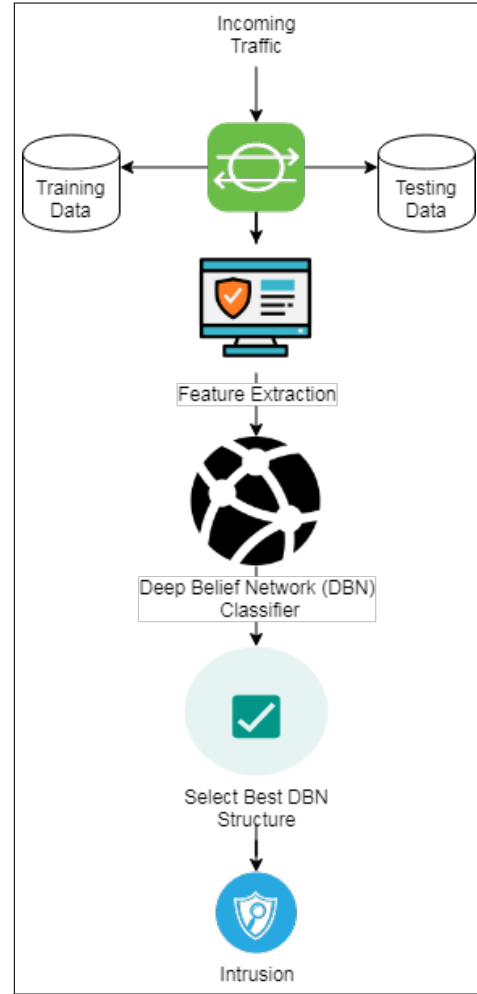 Incoming
Traffic
Training
Data
Testing
Data
Feature Extraction
Deep Belief Network (DBN)
Classifier
Select Best DBN
Structure
Intrusion